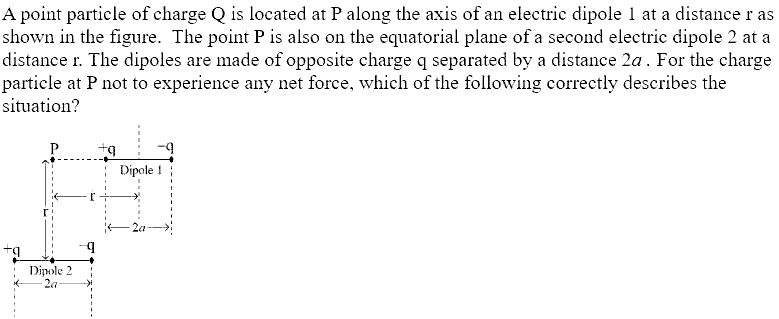 A point particle of charge Q is located at P along the axis of an electric dipole 1 at a distance r as
shown in the figure. The point P is also on the equatorial plane of a second electric dipole 2 at a
distance r. The dipoles are made of opposite charge q separated by a distance 2a. For the charge
particle at P not to experience any net force, which of the following correctly describes the
situation?
P +q -q
Dipole 1
r
r
2a
+q -q
Dipole 2
2a